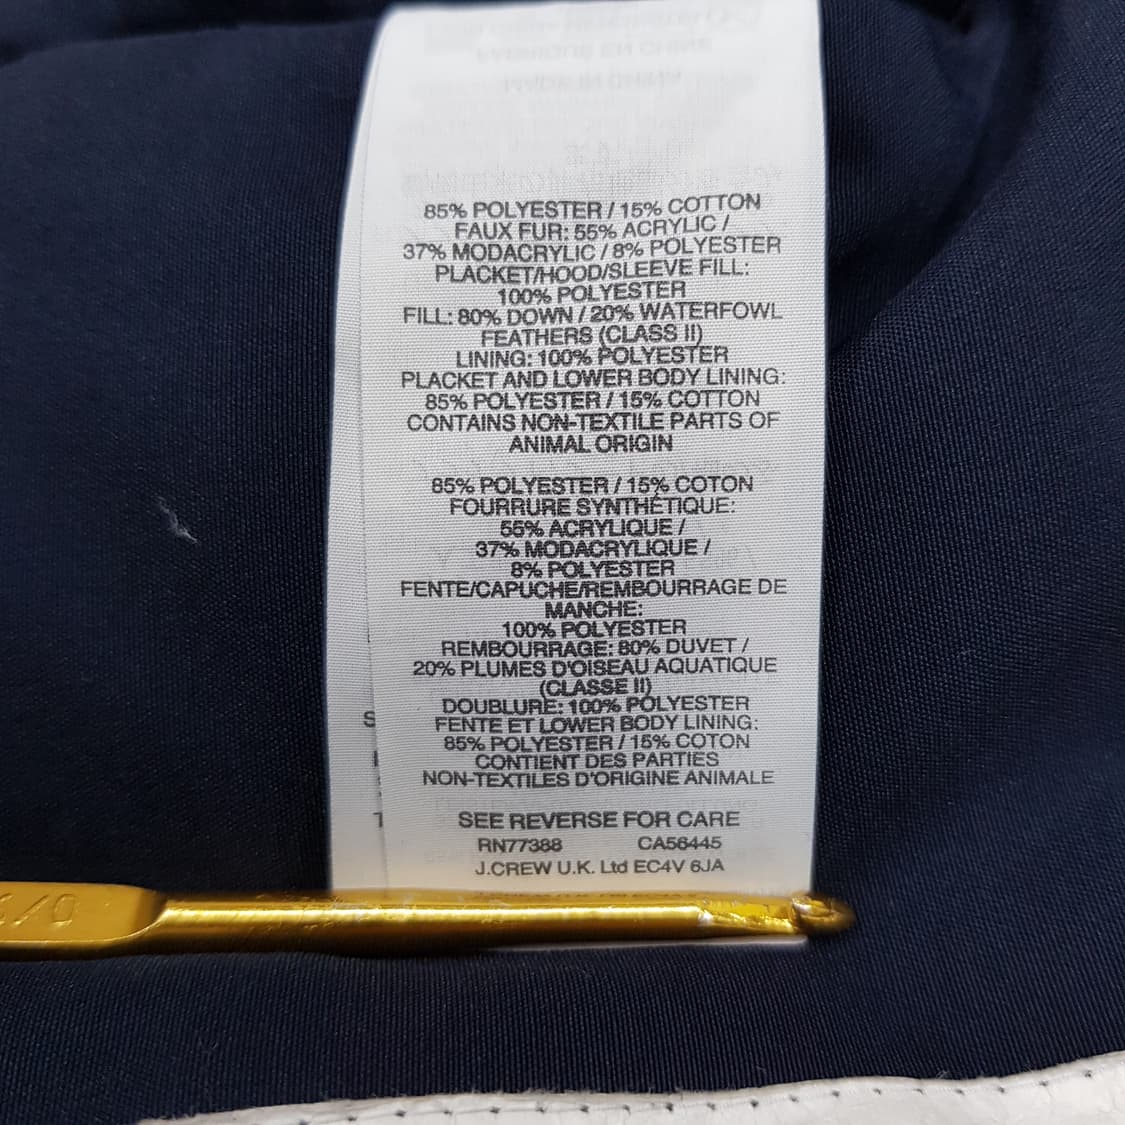 85% POLYESTER / 15% COTTON
FAUX FUR: 55% ACRYLIC /
37% MODACRYLIC / 8% POLYESTER
PLACKET/HOOD/SLEEVE FILL:
100% POLYESTER
FILL: 80% DOWN / 20% WATERFOWL
FEATHERS (CLASS II)
LINING: 100% POLYESTER
PLACKET AND LOWER BODY LINING:
85% POLYESTER / 15% COTTON
CONTAINS NON-TEXTILE PARTS OF
ANIMAL ORIGIN
85% POLYESTER / 15% COTON
FOURRURE SYNTHÉTIQUE:
55% ACRYLIQUE /
37% MODACRYLIQUE /
8% POLYESTER
FENTE/CAPUCHE/REMBOURRAGE DE
MANCHE:
100% POLYESTER
REMBOURRAGE: 80% DUVET /
20% PLUMES D'OISEAU AQUATIQUE
(CLASSE II)
DOUBLURE: 100% POLYESTER
FENTE ET LOWER BODY LINING:
85% POLYESTER / 15% COTON
CONTIENT DES PARTIES
NON-TEXTILES D'ORIGINE ANIMALE
SEE REVERSE FOR CARE
RN77388 CA56445
J.CREW U.K. Ltd EC4V 6JA